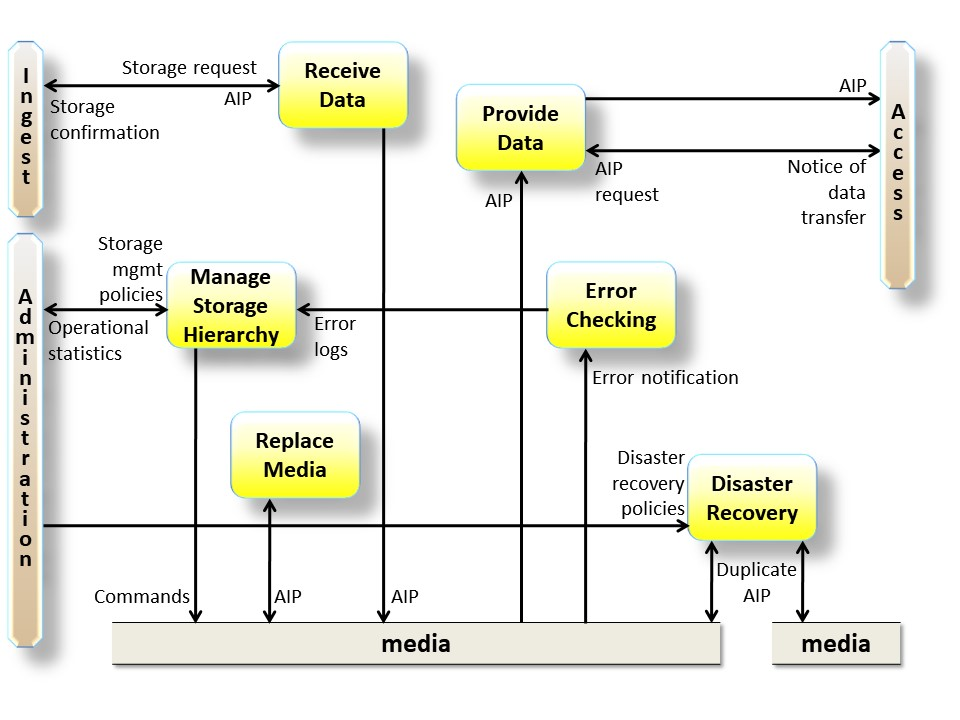 Ingest
Storage request
AIP
Storage
confirmation
Receive
Data
Provide
Data
AIP
AIP
request
Notice of
data
transfer
Access
AIP
Administration
Storage
mgmt
policies
Operational
statistics
Manage
Storage
Hierarchy
Error
logs
Error
Checking
Error notification
Replace
Media
Disaster
recovery
policies
Disaster
Recovery
Commands
AIP
AIP
Duplicate
AIP
media
media